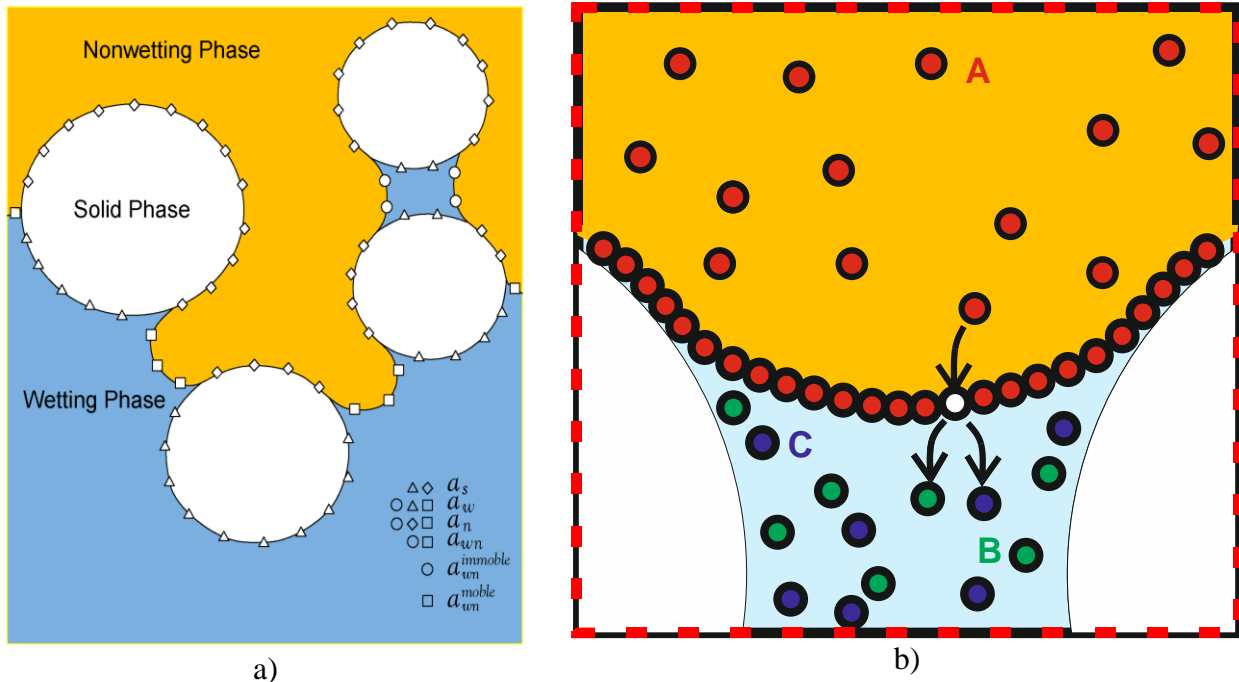 Nonwetting Phase
Solid Phase
Wetting Phase
a_s
a_w
a_n
a_wn
a_wn^immoble
a_wn^moble
a)
A
C
B
b)